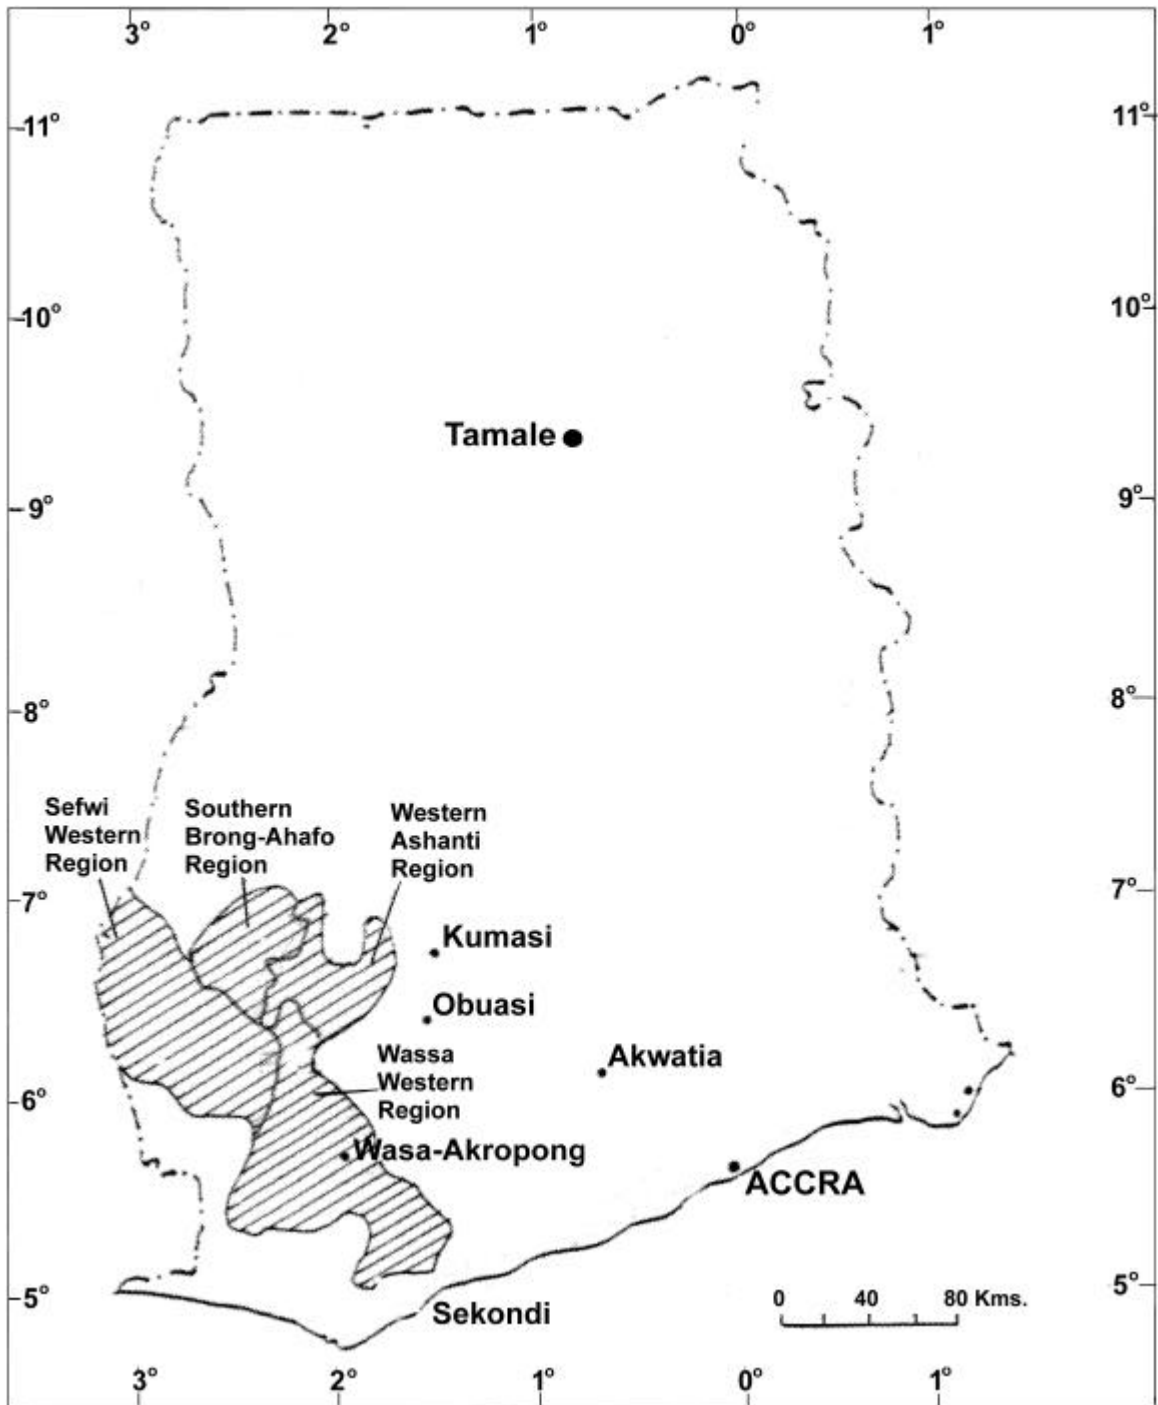 3° 2° 1° 0° 1°
11° 11°
10° 10°
Tamale
9° 9°
8° 8°
Sefwi
Western
Region
Southern
Brong-Ahafo
Region
Western
Ashanti
Region
7° 7°
Kumasi
Obuasi
Wassa
Western
Region
Akwatia
6° 6°
Wasa-Akropong
ACCRA
5° 5°
Sekondi
0 40 80 Kms.
3° 2° 1° 0° 1°